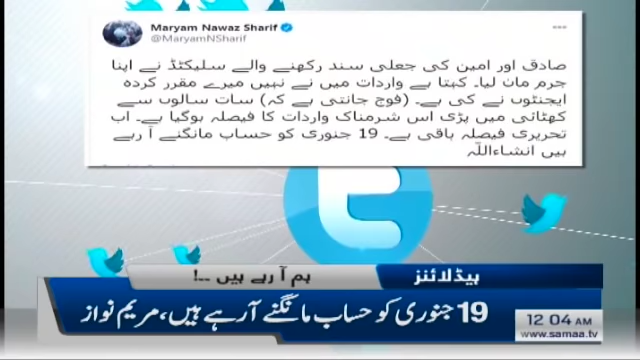 Maryam Nawaz Sharif
@MaryamNSharif
صادق اور امین کی جعلی سند رکھنے والے سلیکٹڈ نے اپنا
جرم مان لیا۔ کہتا ہے واردات میں نے نہیں میرے مقرر کردہ
ایجنٹوں نے کی ہے۔ (فوج جانتی ہے کہ) سات سالوں سے
کھٹائی میں پڑی اس شرمناک واردات کا فیصلہ ہوگیا ہے۔ اب
تحریری فیصلہ باقی ہے۔ 19 جنوری کو حساب مانگنے آ رہے
ہیں انشاءاللّہ
ہیڈلائنز
ہم آ رہے ہیں ..!
19 جنوری کو حساب مانگنے آرہے ہیں، مریم نواز
12:04 AM
www.samaa.tv